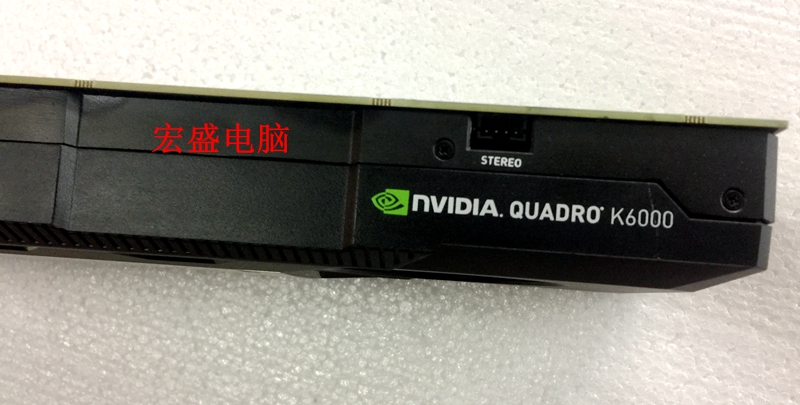 宏盛电脑
STEREO
NVIDIA. QUADRO® K6000